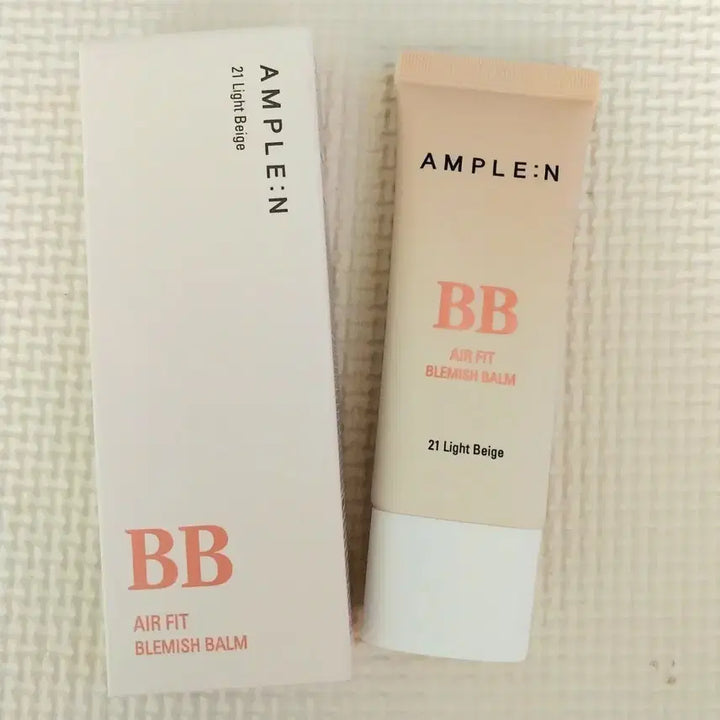 AMPLE:N
21 Light Beige
BB
AIR FIT
BLEMISH BALM
AMPLE:N
BB
AIR FIT
BLEMISH BALM
21 Light Beige